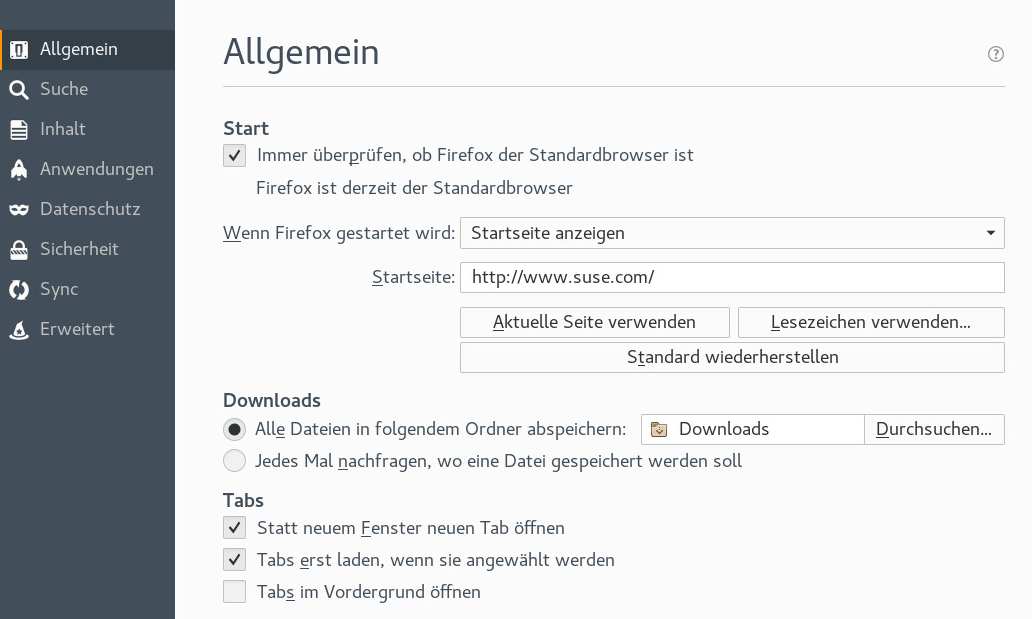 Allgemein
Suche
Inhalt
Anwendungen
Datenschutz
Sicherheit
Sync
Erweitert
Allgemein
?
Start
Immer überprüfen, ob Firefox der Standardbrowser ist
Firefox ist derzeit der Standardbrowser
Wenn Firefox gestartet wird: Startseite anzeigen
Startseite: http://www.suse.com/
Aktuelle Seite verwenden Lesezeichen verwenden...
Standard wiederherstellen
Downloads
Alle Dateien in folgendem Ordner abspeichern: Downloads Durchsuchen...
Jedes Mal nachfragen, wo eine Datei gespeichert werden soll
Tabs
Statt neuem Fenster neuen Tab öffnen
Tabs erst laden, wenn sie angewählt werden
Tabs im Vordergrund öffnen